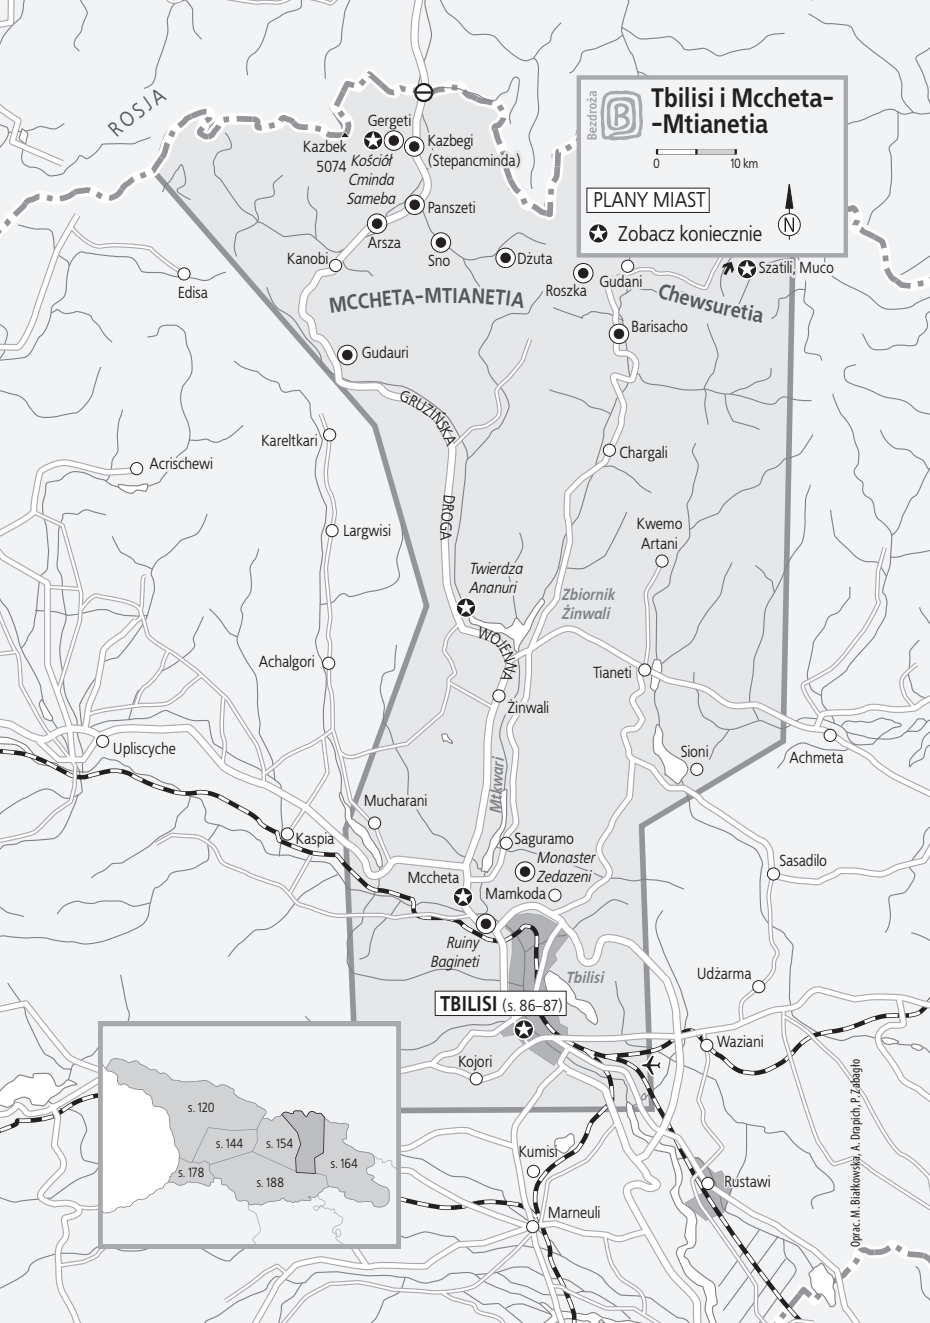 ROSJA
Bezdroża
B
Tbilisi i Mccheta-
-Mtianetia
0 10 km
PLANY MIAST
N
Zobacz koniecznie
Gergeti
Kazbek
5074
Kościół
Cminda
Sameba
Kazbegi
(Stepancminda)
Panszeti
Arsza
Sno
Dżuta
Kanobi
Edisa
Roszka
Gudani
Szatili, Muco
MCCHETA-MTIANETIA
Chewsuretia
Barisacho
Gudauri
GRUZIŃSKA
DROGA
WOJENNA
Kareltkari
Acrischewi
Chargali
Largwisi
Kwemo
Artani
Twierdza
Ananuri
Zbiornik
Żinwali
Achalgori
Tianeti
Żinwali
Upliscyche
Sioni
Achmeta
Mtkwari
Mucharani
Kaspia
Saguramo
Monaster
Zedazeni
Mccheta
Mamkoda
Sasadilo
Ruiny
Bagineti
Tbilisi
Udżarma
TBILISI (s. 86–87)
Waziani
Kojori
s. 120
s. 144
s. 154
s. 164
s. 178
s. 188
Kumisi
Rustawi
Marneuli
Oprac. M. Białkowska, A. Drapich, P. Zabagło